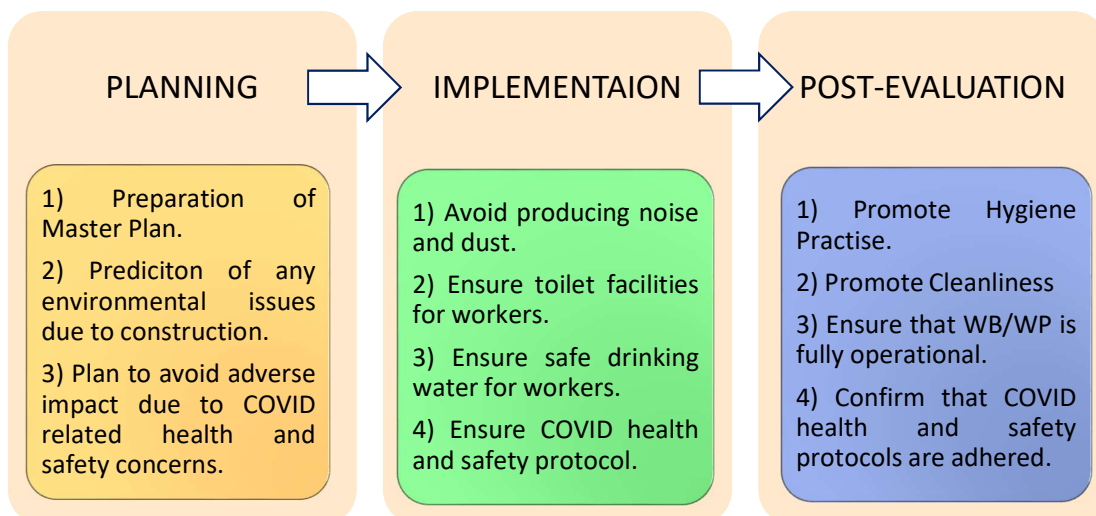 PLANNING
1) Preparation of
Master Plan.
2) Prediciton of any
environmental issues
due to construction.
3) Plan to avoid adverse
impact due to COVID
related health and
safety concerns.
IMPLEMENTAION
1) Avoid producing noise
and dust.
2) Ensure toilet facilities
for workers.
3) Ensure safe drinking
water for workers.
4) Ensure COVID health
and safety protocol.
POST-EVALUATION
1) Promote Hygiene
Practise.
2) Promote Cleanliness
3) Ensure that WB/WP is
fully operational.
4) Confirm that COVID
health and safety
protocols are adhered.